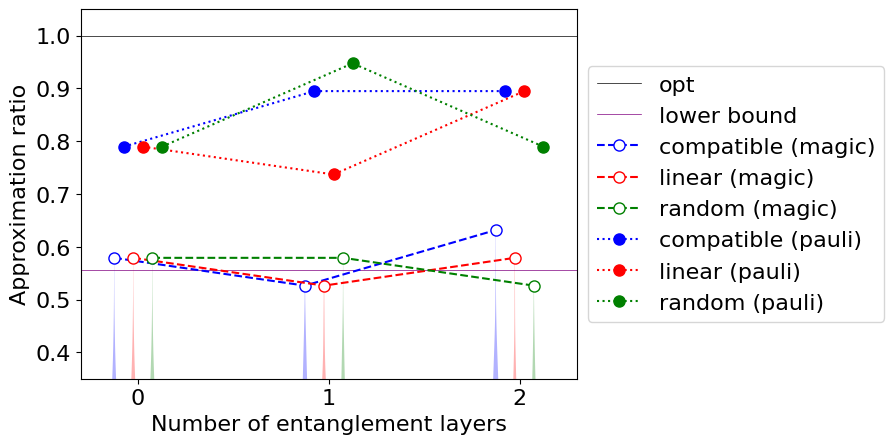 1.0
0.9
0.8
0.7
0.6
0.5
0.4
Approximation ratio
0 1 2
Number of entanglement layers
opt
lower bound
compatible (magic)
linear (magic)
random (magic)
compatible (pauli)
linear (pauli)
random (pauli)